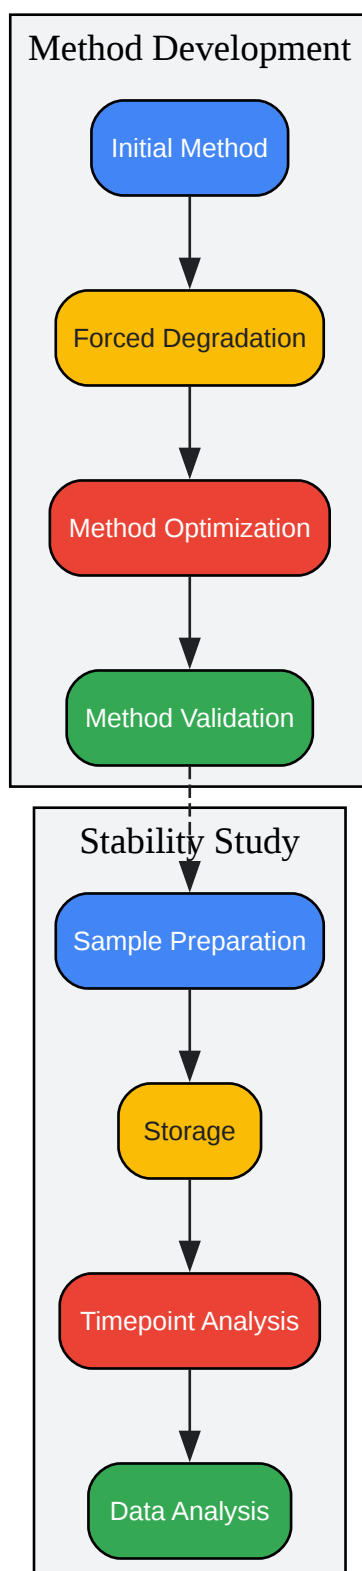 Method Development
Initial Method
Forced Degradation
Method Optimization
Method Validation
Stability Study
Sample Preparation
Storage
Timepoint Analysis
Data Analysis